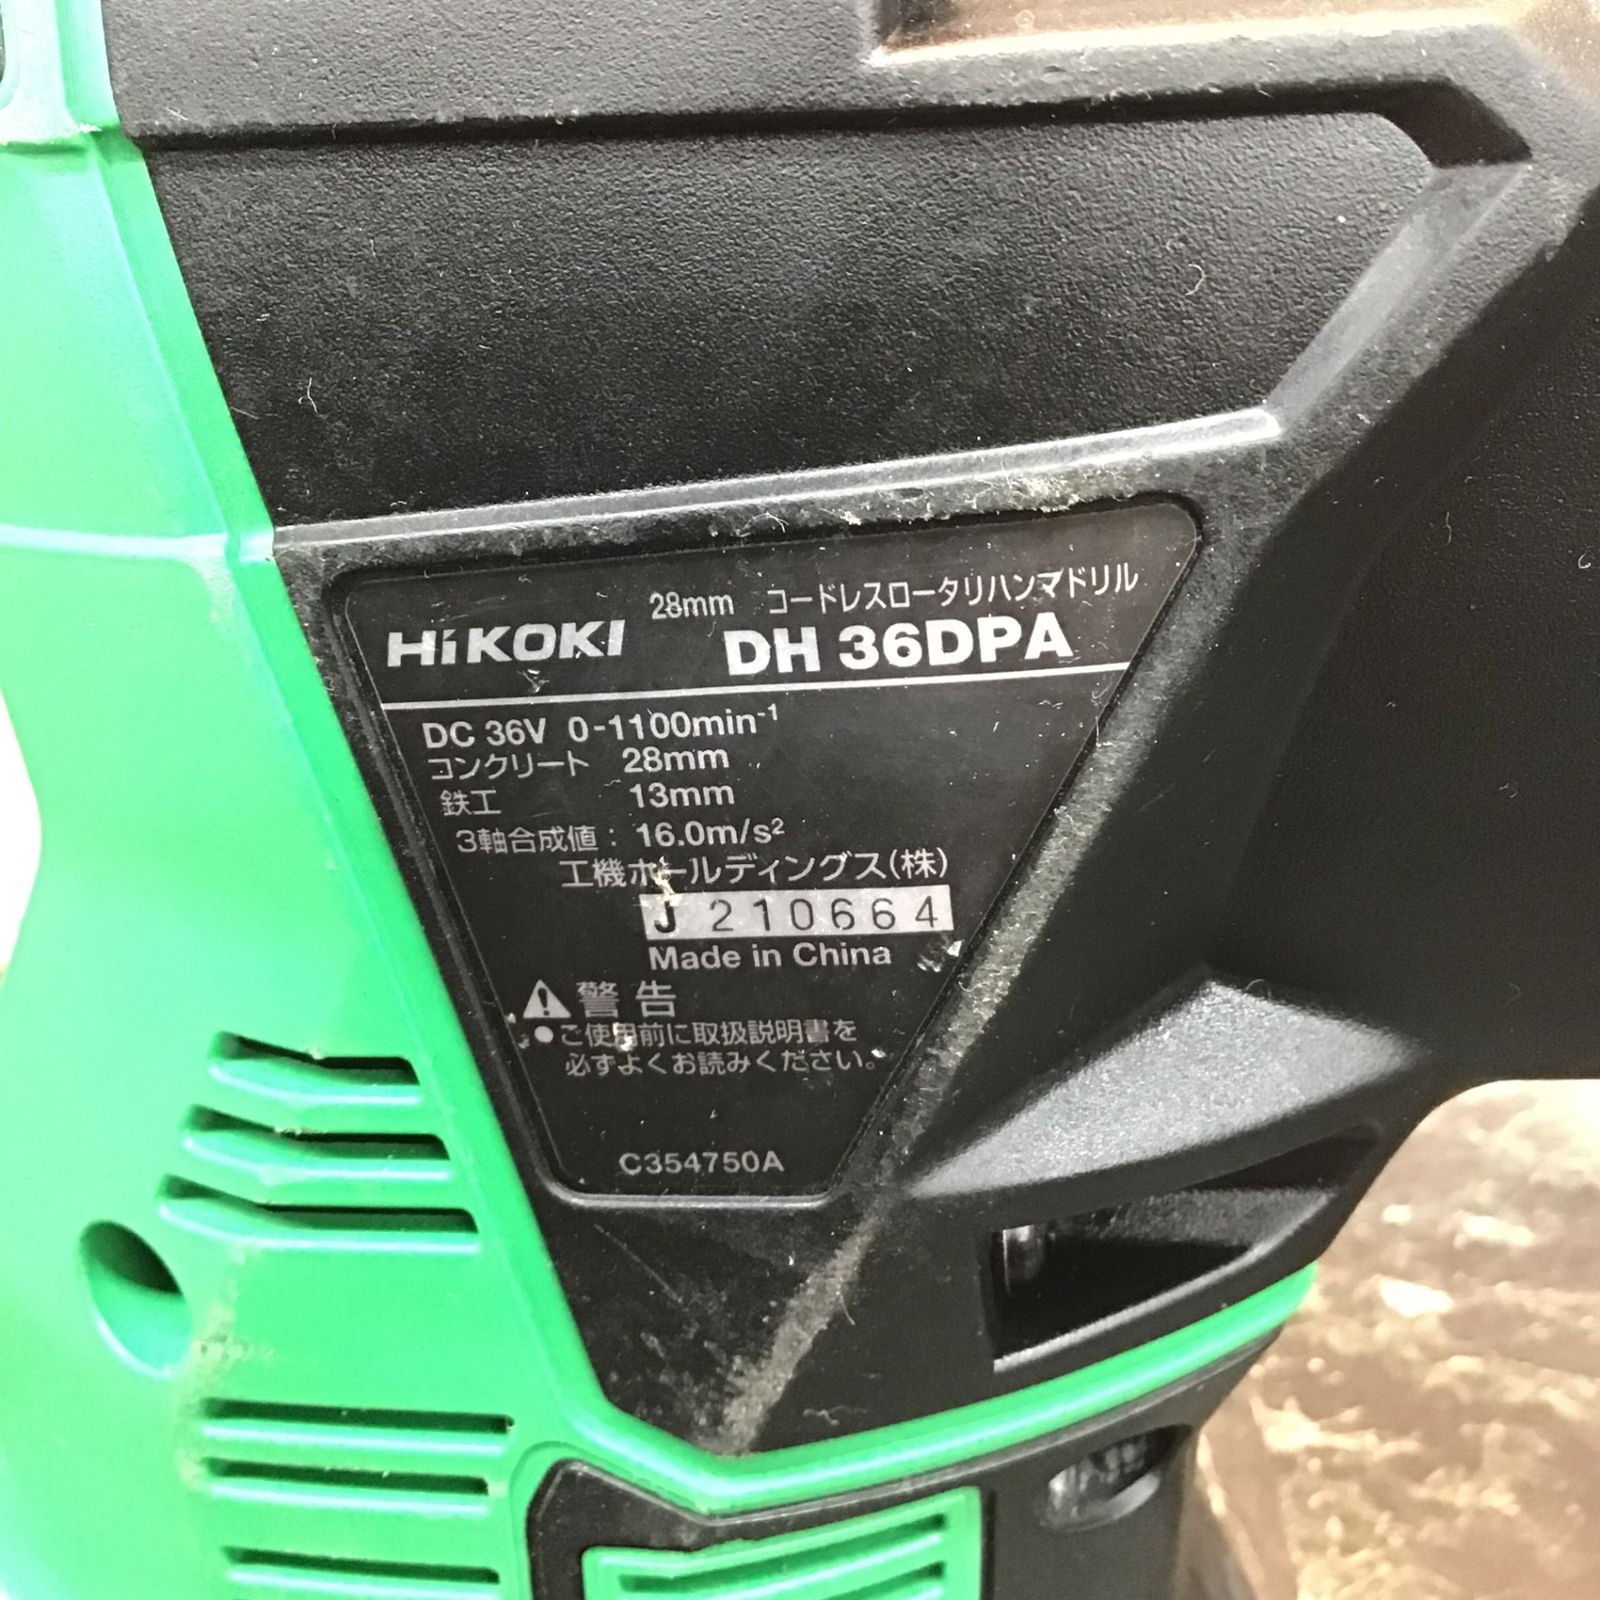 28mm コードレスロータリハンマドリル
HiKOKI DH 36DPA
DC 36V 0-1100min⁻¹
コンクリート 28mm
鉄工 13mm
3軸合成値: 16.0m/s²
工機ホールディングス(株)
J 210664
Made in China
⚠警告
●ご使用前に取扱説明書を
必ずよくお読みください。
C354750A